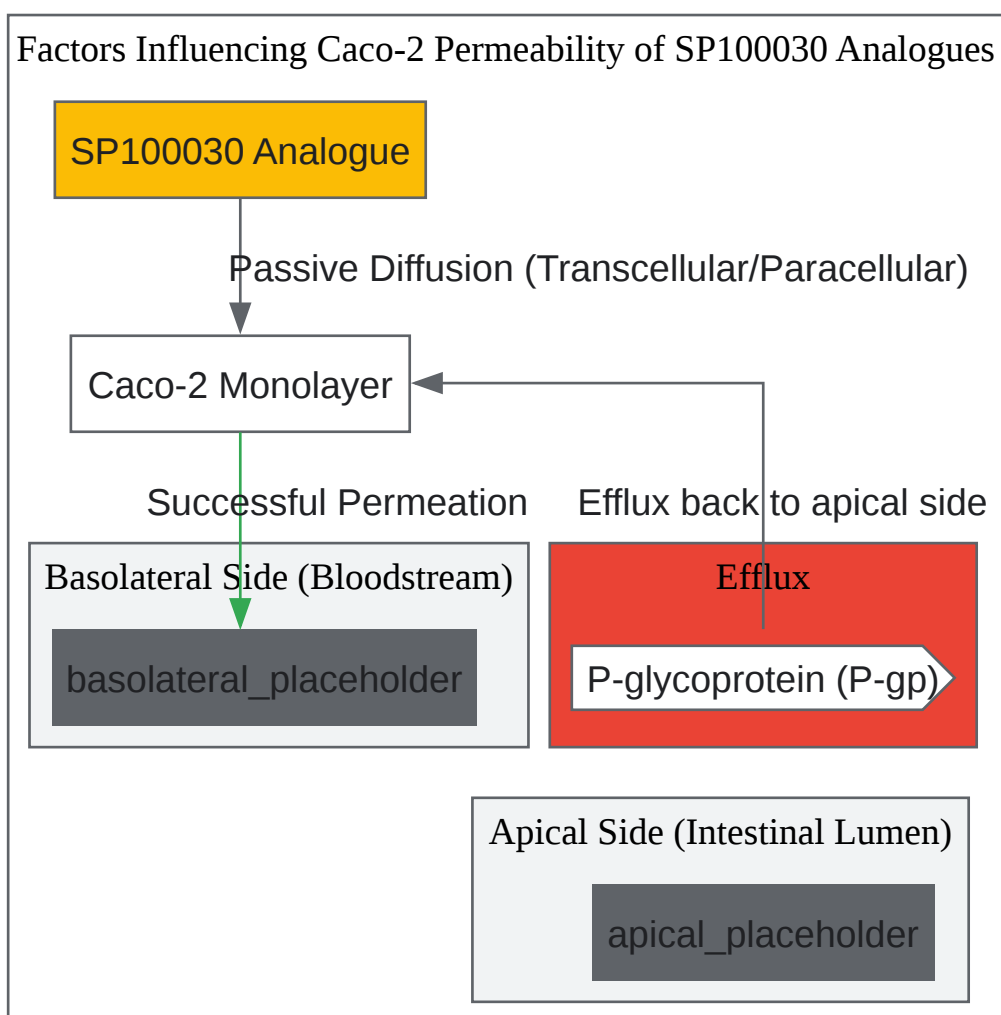 Factors Influencing Caco-2 Permeability of SP100030 Analogues
SP100030 Analogue
Passive Diffusion (Transcellular/Paracellular)
Caco-2 Monolayer
Successful Permeation
Efflux back to apical side
Basolateral Side (Bloodstream)
Efflux
basolateral_placeholder
P-glycoprotein (P-gp)
Apical Side (Intestinal Lumen)
apical_placeholder